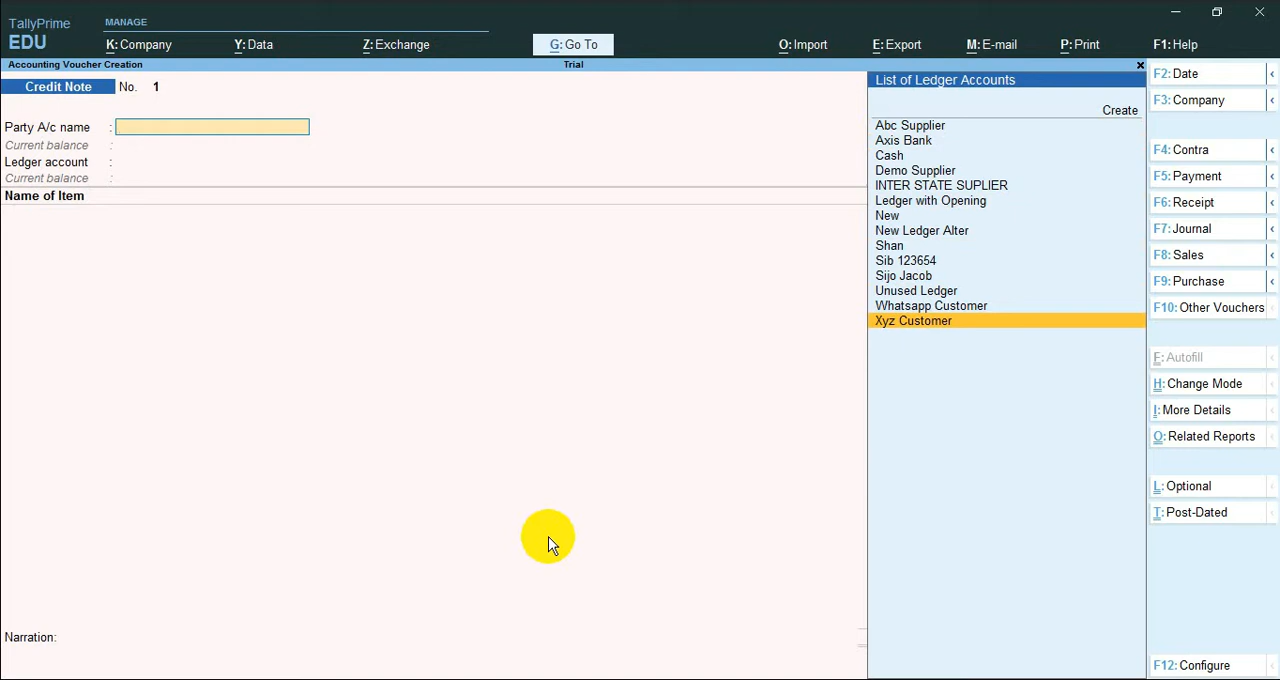 TallyPrime
EDU
MANAGE
K: Company
Y: Data
Z: Exchange
G: Go To
O: Import
E: Export
M: E-mail
P: Print
F1: Help
Accounting Voucher Creation
Trial
Credit Note
No. 1
Party A/c name :
Current balance :
Ledger account :
Current balance :
Name of Item
Narration:
List of Ledger Accounts
Create
Abc Supplier
Axis Bank
Cash
Demo Supplier
INTER STATE SUPLIER
Ledger with Opening
New
New Ledger Alter
Shan
Sib 123654
Sijo Jacob
Unused Ledger
Whatsapp Customer
Xyz Customer
F2: Date
F3: Company
F4: Contra
F5: Payment
F6: Receipt
F7: Journal
F8: Sales
F9: Purchase
F10: Other Vouchers
F: Autofill
H: Change Mode
I: More Details
O: Related Reports
L: Optional
T: Post-Dated
F12: Configure